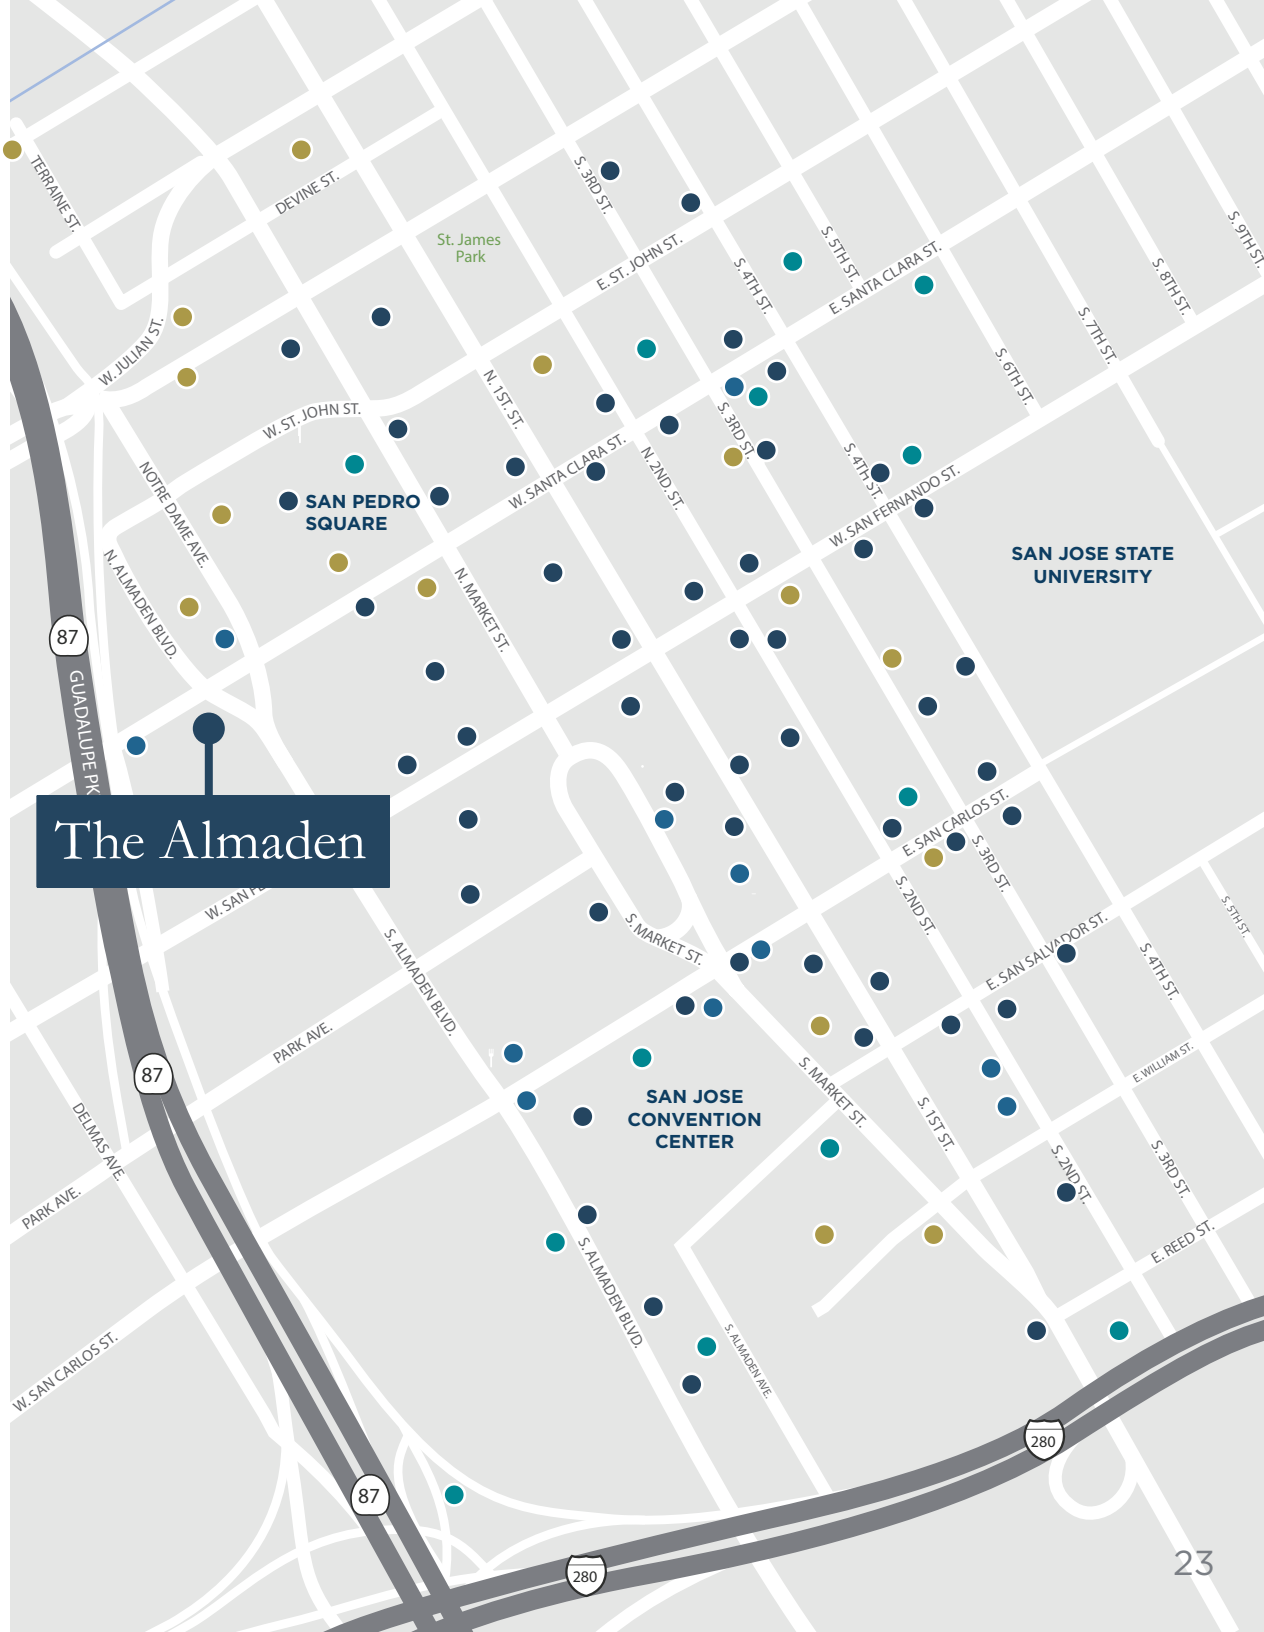 TERRAINE ST.
DEVINE ST.
S. 3RD ST.
St. James
Park
E. ST. JOHN ST.
S. 4TH ST.
S. 5TH ST.
E. SANTA CLARA ST.
S. 9TH ST.
S. 8TH ST.
S. 7TH ST.
S. 6TH ST.
W. JULIAN ST.
W. ST. JOHN ST.
N. 1ST. ST.
S. 3RD ST.
W. SANTA CLARA ST.
N. 2ND. ST.
S. 4TH ST.
W. SAN FERNANDO ST.
NOTRE DAME AVE.
SAN PEDRO
SQUARE
N. ALMADEN BLVD.
N. MARKET ST.
SAN JOSE STATE
UNIVERSITY
87
GUADALUPE PK
The Almaden
W. SAN FE
E. SAN CARLOS ST.
S. 3RD ST.
S. 2ND ST.
S. MARKET ST.
S. ALMADEN BLVD.
E. SAN SALVADOR ST.
S. 5TH ST.
S. 4TH ST.
PARK AVE.
87
E. WILLIAM ST.
S. MARKET ST.
SAN JOSE
CONVENTION
CENTER
S. 1ST ST.
DELMAS AVE.
S. 2ND ST.
S. 3RD ST.
PARK AVE.
E. REED ST.
S. ALMADEN BLVD.
S. ALMADEN AVE.
W. SAN CARLOS ST.
280
87
280
23